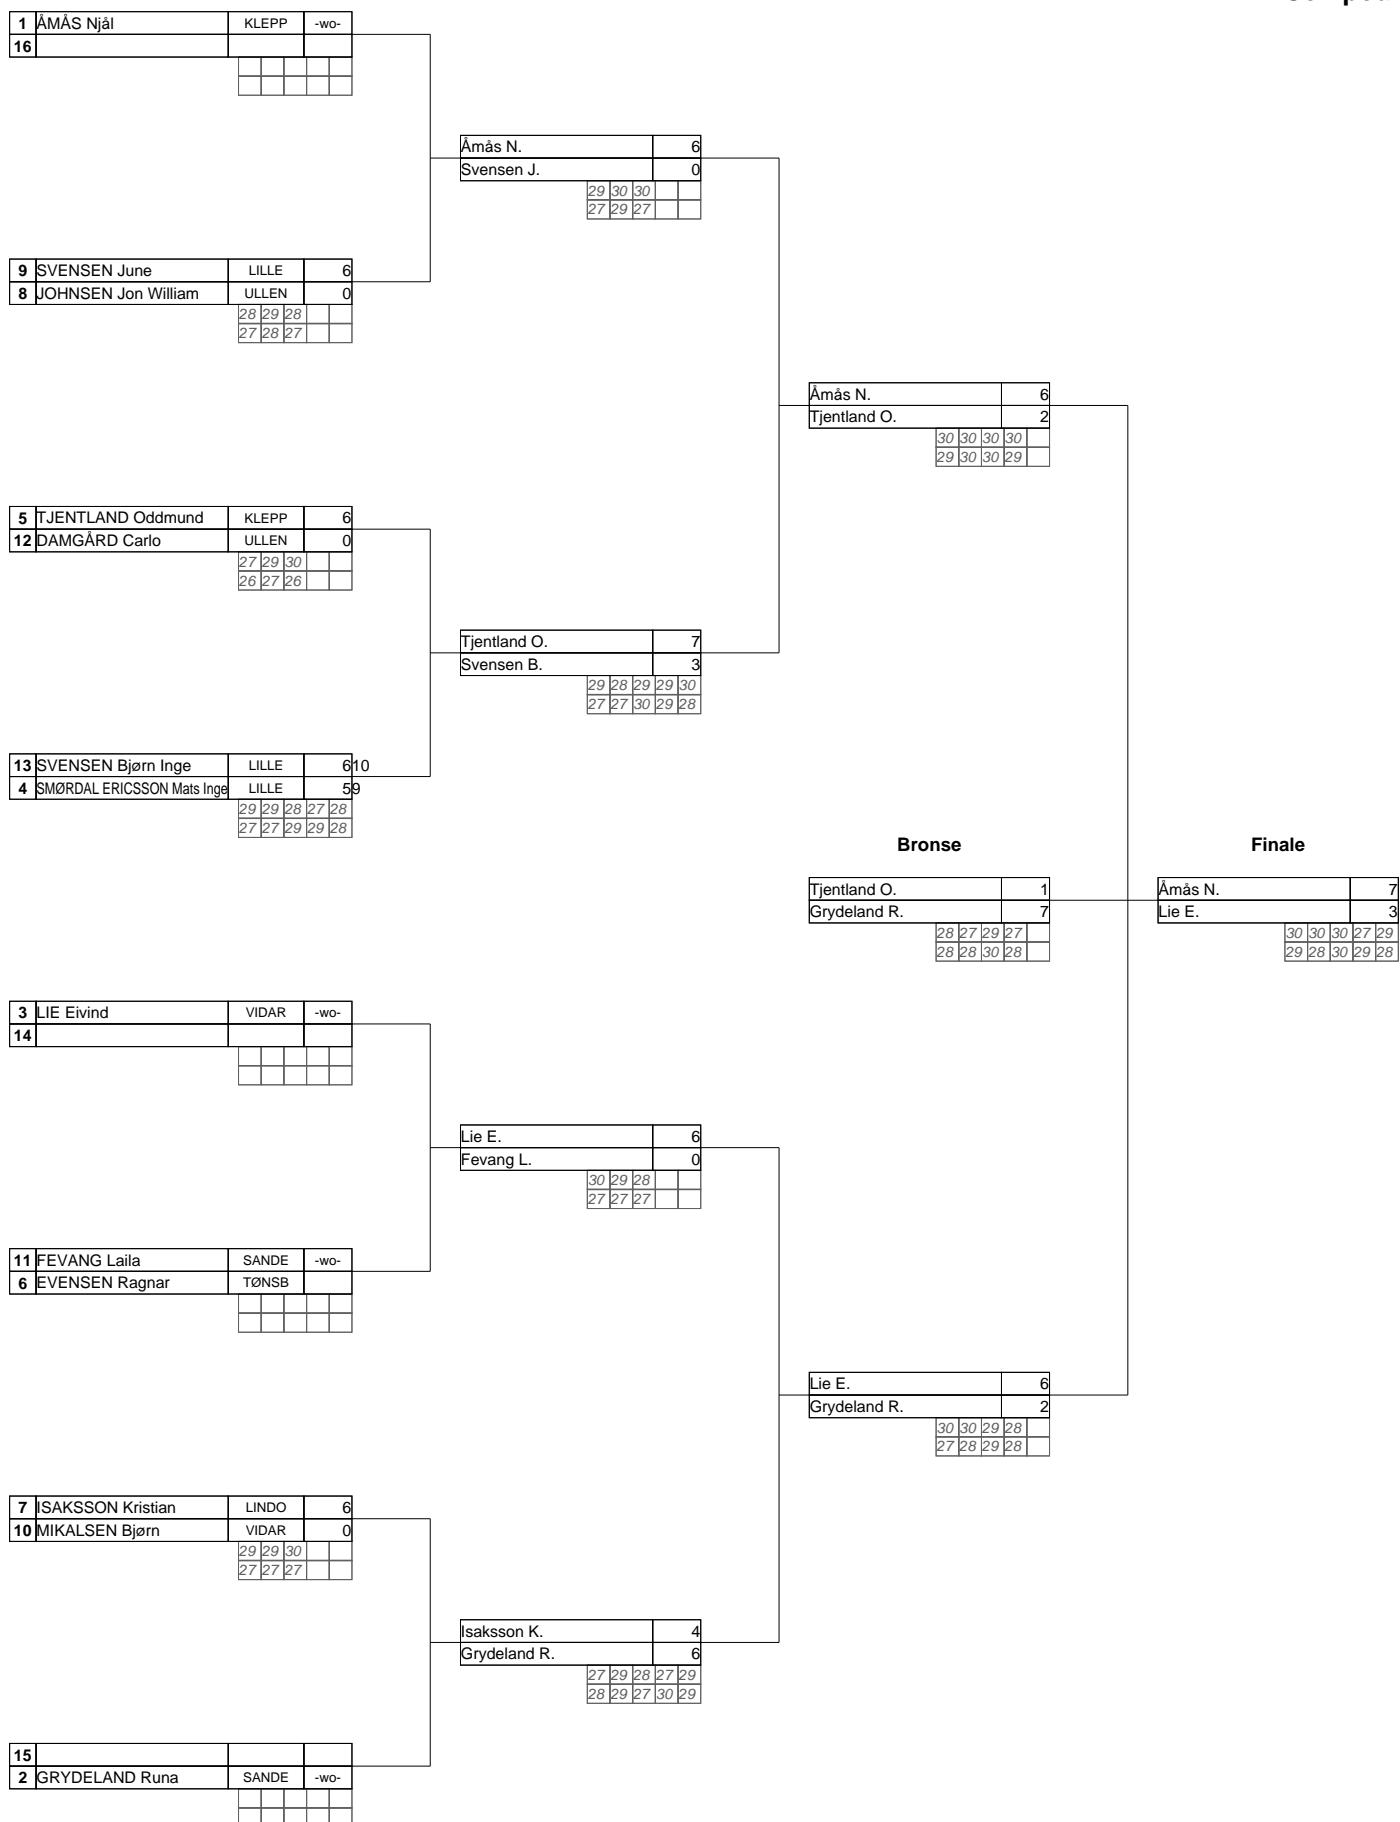 1 ÅMÅS Njål KLEPP -wo-
16
Åmås N. 6
Svensen J. 0
29 30 30
27 29 27
9 SVENSEN June LILLE 6
8 JOHNSEN Jon William ULLEN 0
28 29 28
27 28 27
Åmås N. 6
Tjentland O. 2
30 30 30 30
29 30 30 29
5 TJENTLAND Oddmund KLEPP 6
12 DAMGÅRD Carlo ULLEN 0
27 29 30
26 27 26
Tjentland O. 7
Svensen B. 3
29 28 29 29 30
27 27 30 29 28
13 SVENSEN Bjørn Inge LILLE 6 10
4 SMØRDAL ERICSSON Mats Inge LILLE 5 9
29 29 28 27 28
27 27 29 29 28
Bronse Finale
Tjentland O. 1 Åmås N. 7
Grydeland R. 7 Lie E. 3
28 27 29 27 30 30 30 27 29
28 28 30 28 29 28 30 29 28
3 LIE Eivind VIDAR -wo-
14
Lie E. 6
Fevang L. 0
30 29 28
27 27 27
11 FEVANG Laila SANDE -wo-
6 EVENSEN Ragnar TØNSB
Lie E. 6
Grydeland R. 2
30 30 29 28
27 28 29 28
7 ISAKSSON Kristian LINDO 6
10 MIKALSEN Bjørn VIDAR 0
29 29 30
27 27 27
Isaksson K. 4
Grydeland R. 6
27 29 28 27 29
28 29 27 30 29
15
2 GRYDELAND Runa SANDE -wo-